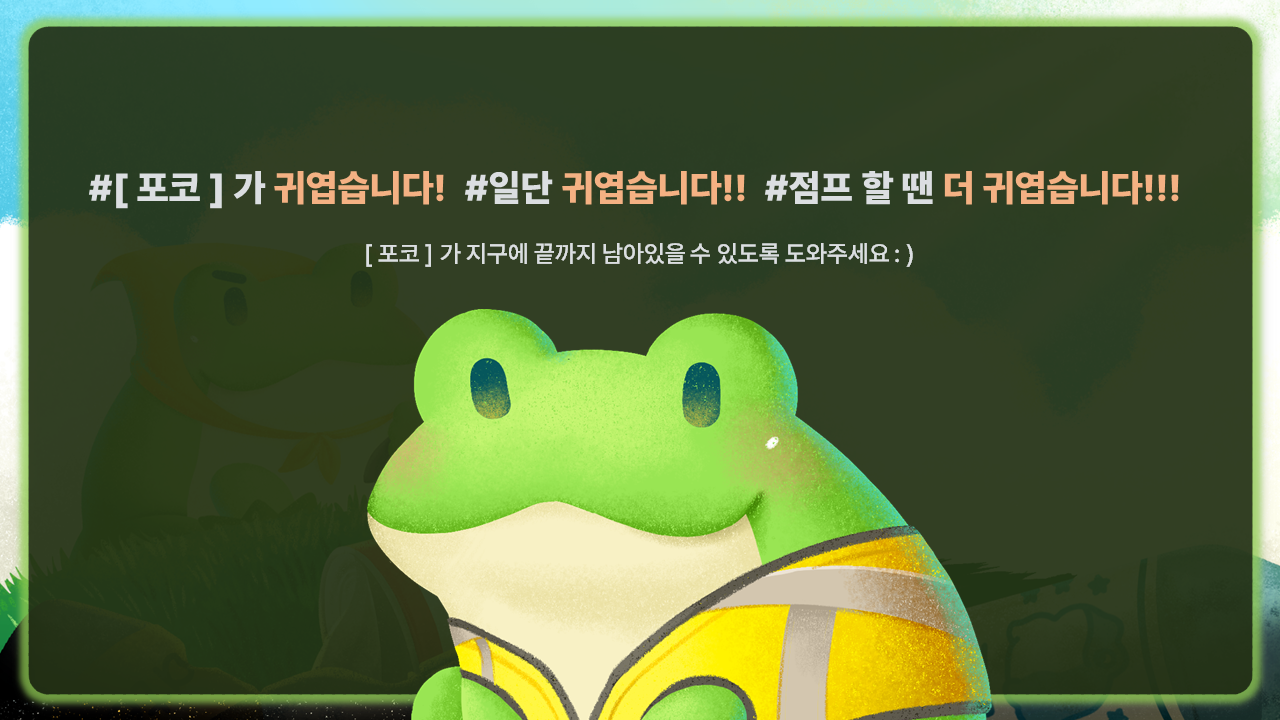 #[ 포코 ] 가 귀엽습니다! #일단 귀엽습니다!! #점프 할 땐 더 귀엽습니다!!!
[ 포코 ] 가 지구에 끝까지 남아있을 수 있도록 도와주세요 : )